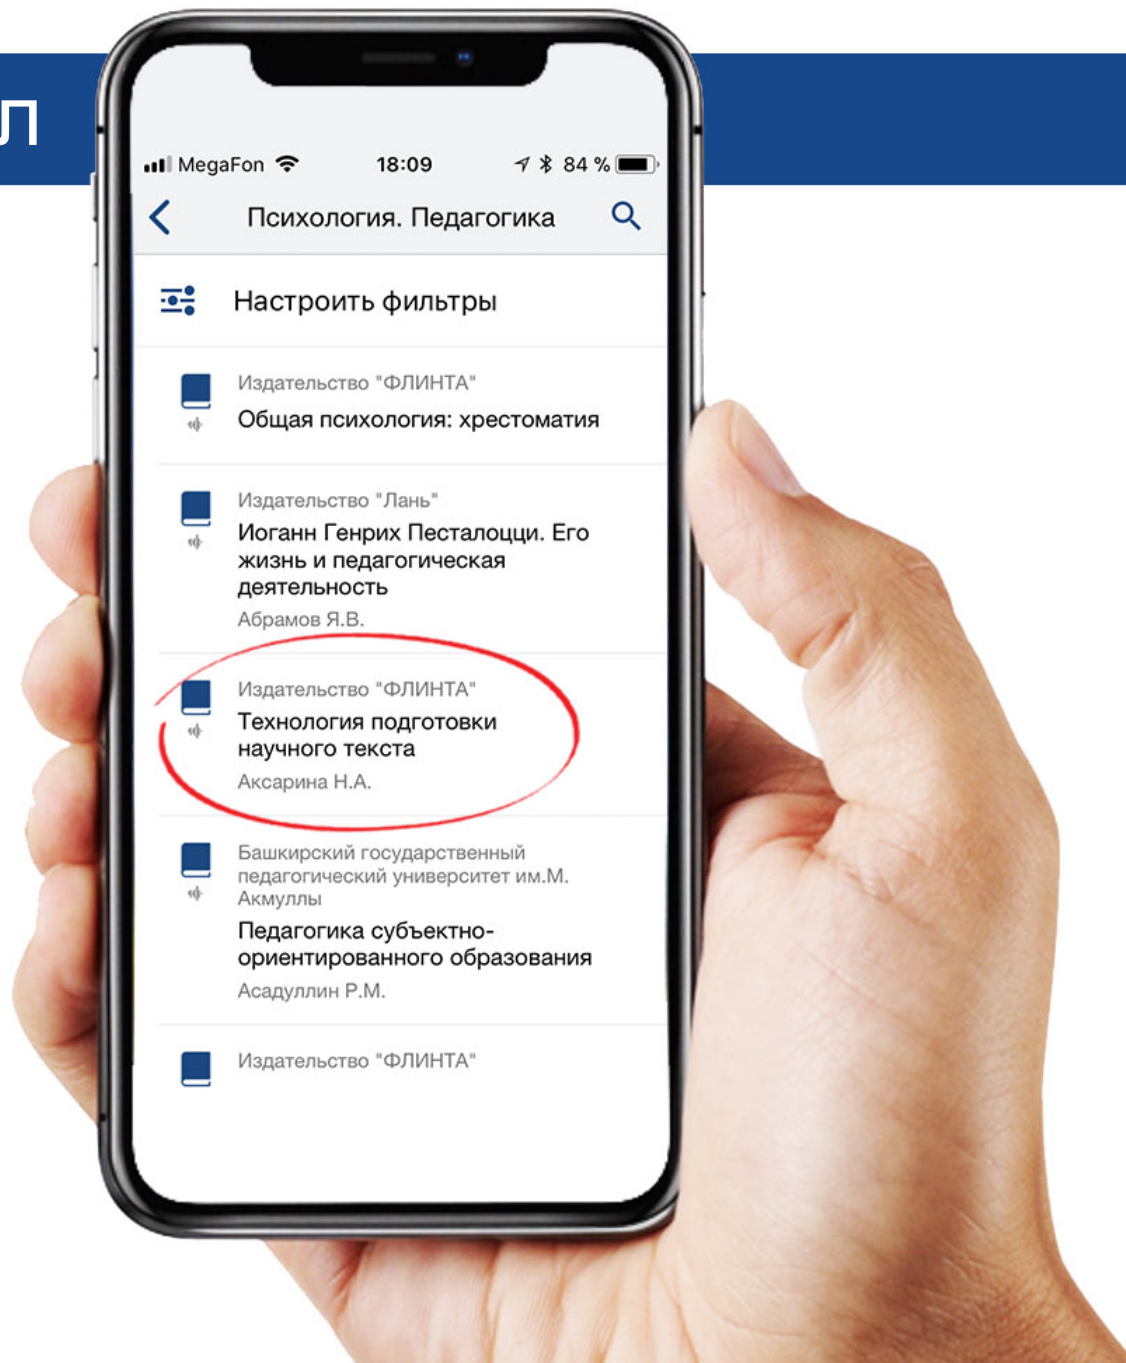 Л
MegaFon 18:09 84 %
Психология. Педагогика
Настроить фильтры
Издательство "ФЛИНТА"
Общая психология: хрестоматия
Издательство "Лань"
Иоганн Генрих Песталоцци. Его
жизнь и педагогическая
деятельность
Абрамов Я.В.
Издательство "ФЛИНТА"
Технология подготовки
научного текста
Аксарина Н.А.
Башкирский государственный
педагогический университет им.М.
Акмуллы
Педагогика субъектно-
ориентированного образования
Асадуллин Р.М.
Издательство "ФЛИНТА"